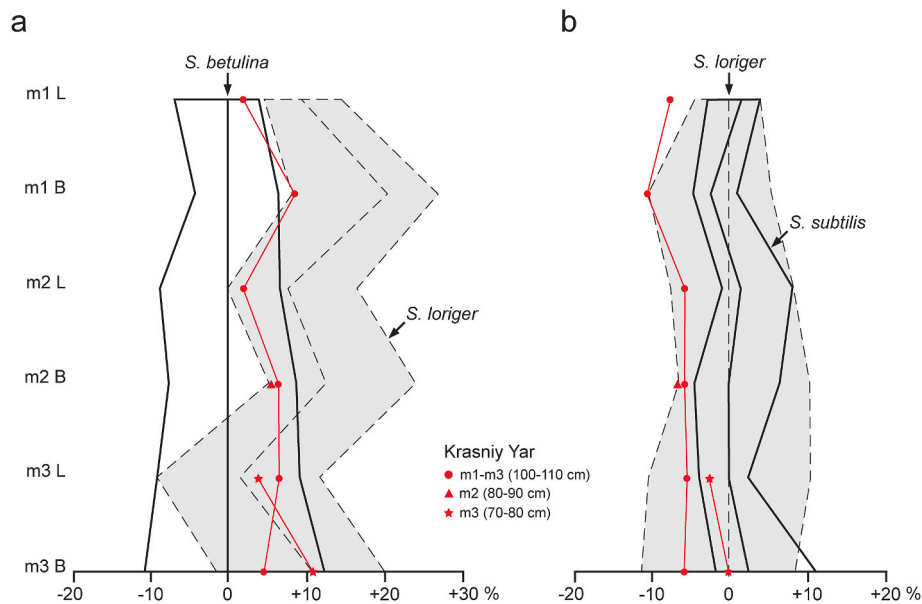 a
b
S. betulina
S. loriger
m1 L
m1 B
m2 L
m2 B
m3 L
m3 B
S. subtilis
S. loriger
Krasniy Yar
m1-m3 (100-110 cm)
m2 (80-90 cm)
m3 (70-80 cm)
-20 -10 0 +10 +20 +30 %
-20 -10 0 +10 +20 %